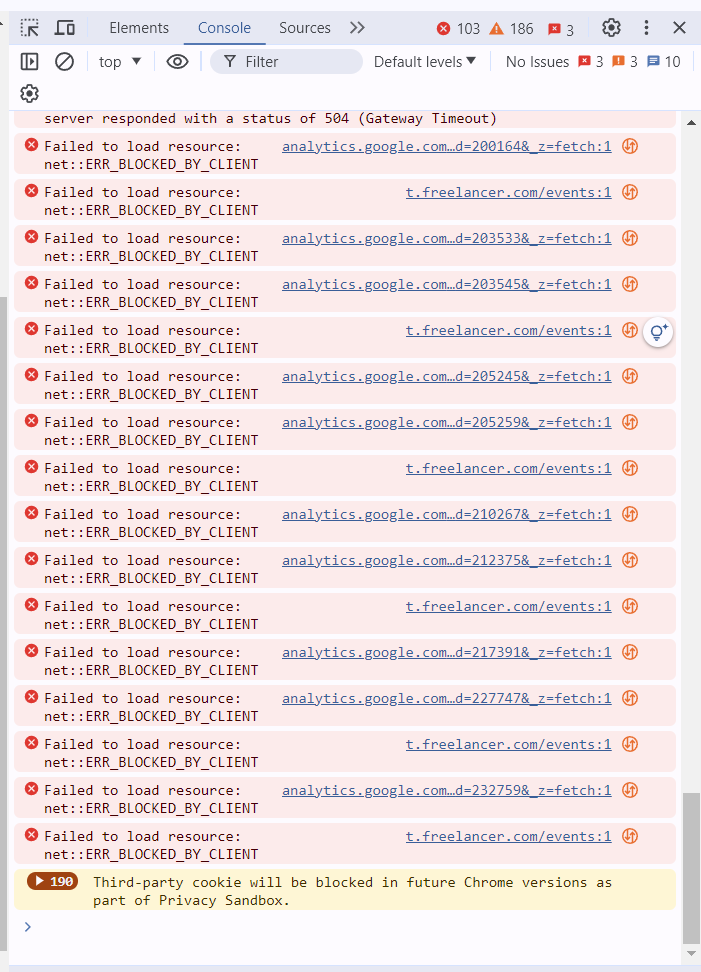 Elements Console Sources 103 186 3
top Filter Default levels No Issues 3 3 10
server responded with a status of 504 (Gateway Timeout)
Failed to load resource: analytics.google.com…d=200164&_z=fetch:1
net::ERR_BLOCKED_BY_CLIENT
Failed to load resource: t.freelancer.com/events:1
net::ERR_BLOCKED_BY_CLIENT
Failed to load resource: analytics.google.com…d=203533&_z=fetch:1
net::ERR_BLOCKED_BY_CLIENT
Failed to load resource: analytics.google.com…d=203545&_z=fetch:1
net::ERR_BLOCKED_BY_CLIENT
Failed to load resource: t.freelancer.com/events:1
net::ERR_BLOCKED_BY_CLIENT
Failed to load resource: analytics.google.com…d=205245&_z=fetch:1
net::ERR_BLOCKED_BY_CLIENT
Failed to load resource: analytics.google.com…d=205259&_z=fetch:1
net::ERR_BLOCKED_BY_CLIENT
Failed to load resource: t.freelancer.com/events:1
net::ERR_BLOCKED_BY_CLIENT
Failed to load resource: analytics.google.com…d=210267&_z=fetch:1
net::ERR_BLOCKED_BY_CLIENT
Failed to load resource: analytics.google.com…d=212375&_z=fetch:1
net::ERR_BLOCKED_BY_CLIENT
Failed to load resource: t.freelancer.com/events:1
net::ERR_BLOCKED_BY_CLIENT
Failed to load resource: analytics.google.com…d=217391&_z=fetch:1
net::ERR_BLOCKED_BY_CLIENT
Failed to load resource: analytics.google.com…d=227747&_z=fetch:1
net::ERR_BLOCKED_BY_CLIENT
Failed to load resource: t.freelancer.com/events:1
net::ERR_BLOCKED_BY_CLIENT
Failed to load resource: analytics.google.com…d=232759&_z=fetch:1
net::ERR_BLOCKED_BY_CLIENT
Failed to load resource: t.freelancer.com/events:1
net::ERR_BLOCKED_BY_CLIENT
190 Third-party cookie will be blocked in future Chrome versions as
part of Privacy Sandbox.